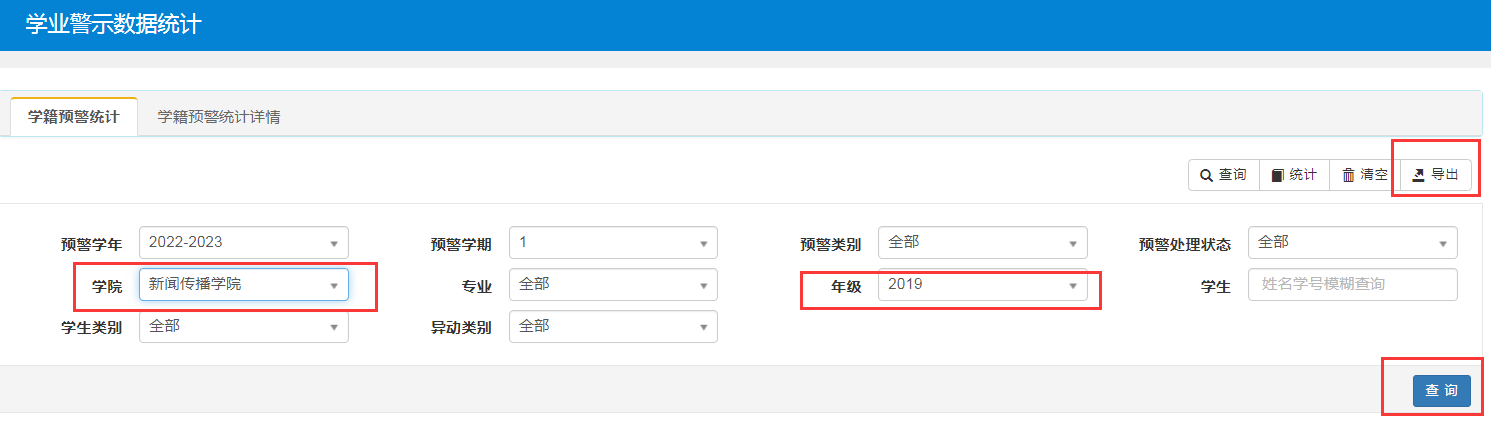 学业警示数据统计
学籍预警统计 学籍预警统计详情
查询 统计 清空 导出
预警学年 2022-2023 预警学期 1 预警类别 全部 预警处理状态 全部
学院 新闻传播学院 专业 全部 年级 2019 学生 姓名学号模糊查询
学生类别 全部 异动类别 全部
查 询